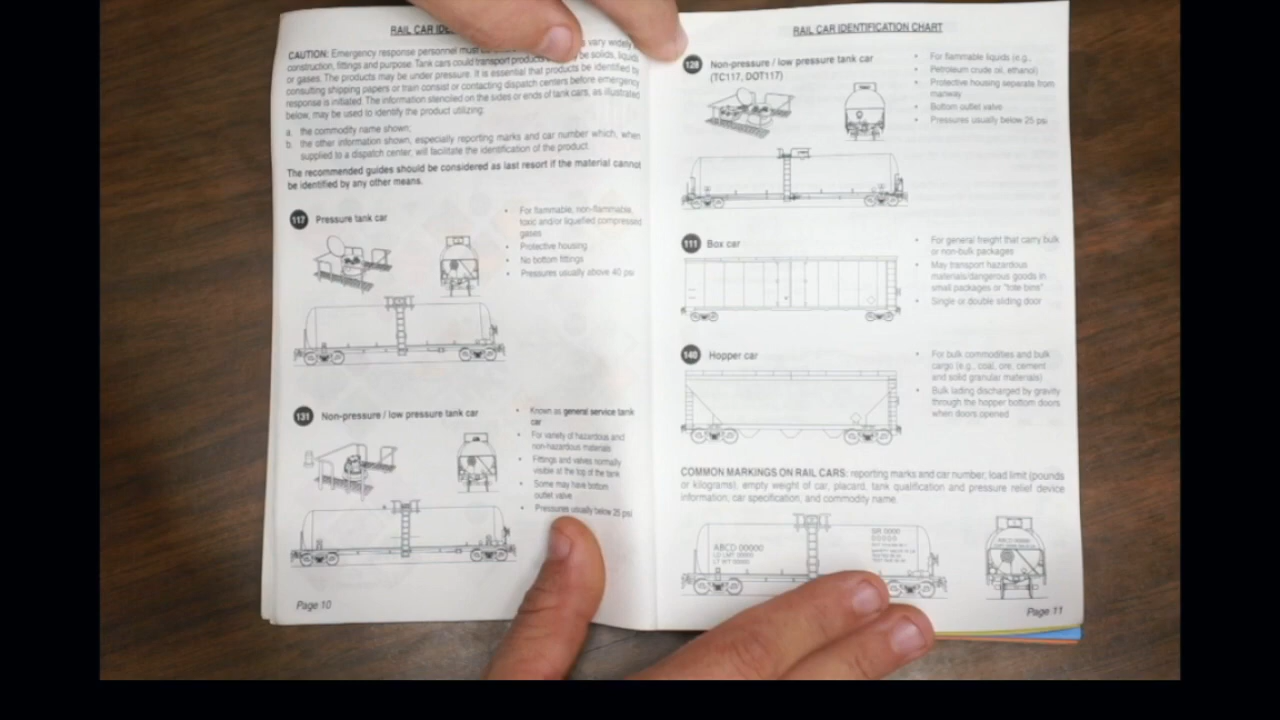 RAIL CAR IDE
CAUTION: Emergency response personnel must be vary widely
construction, fittings and purpose. Tank cars could transport products be solids, liquids
or gases. The products may be under pressure. It is essential that products be identified by
consulting shipping papers or train consist or contacting dispatch centers before emergency
response is initiated. The information stenciled on the sides or ends of tank cars, as illustrated
below, may be used to identify the product utilizing:
a. the commodity name shown;
b. the other information shown, especially reporting marks and car number which, when
supplied to a dispatch center, will facilitate the identification of the product.
The recommended guides should be considered as last resort if the material cannot
be identified by any other means.
117 Pressure tank car
• For flammable, non-flammable,
toxic and/or liquefied compressed
gases
• Protective housing
• No bottom fittings
• Pressures usually above 40 psi
131 Non-pressure / low pressure tank car
• Known as general service tank
car
• For variety of hazardous and
non-hazardous materials
• Fittings and valves normally
visible at the top of the tank
• Some may have bottom
outlet valve
• Pressures usually below 25 psi
Page 10
RAIL CAR IDENTIFICATION CHART
128 Non-pressure / low pressure tank car
(TC117, DOT117)
• For flammable liquids (e.g.,
• Petroleum crude oil, ethanol)
• Protective housing separate from
manway
• Bottom outlet valve
• Pressures usually below 25 psi
111 Box car
• For general freight that carry bulk
or non-bulk packages
• May transport hazardous
materials/dangerous goods in
small packages or "tote bins"
• Single or double sliding door
140 Hopper car
• For bulk commodities and bulk
cargo (e.g., coal, ore, cement
and solid granular materials)
• Bulk lading discharged by gravity
through the hopper bottom doors
when doors opened
COMMON MARKINGS ON RAIL CARS: reporting marks and car number, load limit (pounds
or kilograms), empty weight of car, placard, tank qualification and pressure relief device
information, car specification, and commodity name.
ABCD 00000
LD LMT 00000
LT WT 00000
ABCD 00000
Page 11